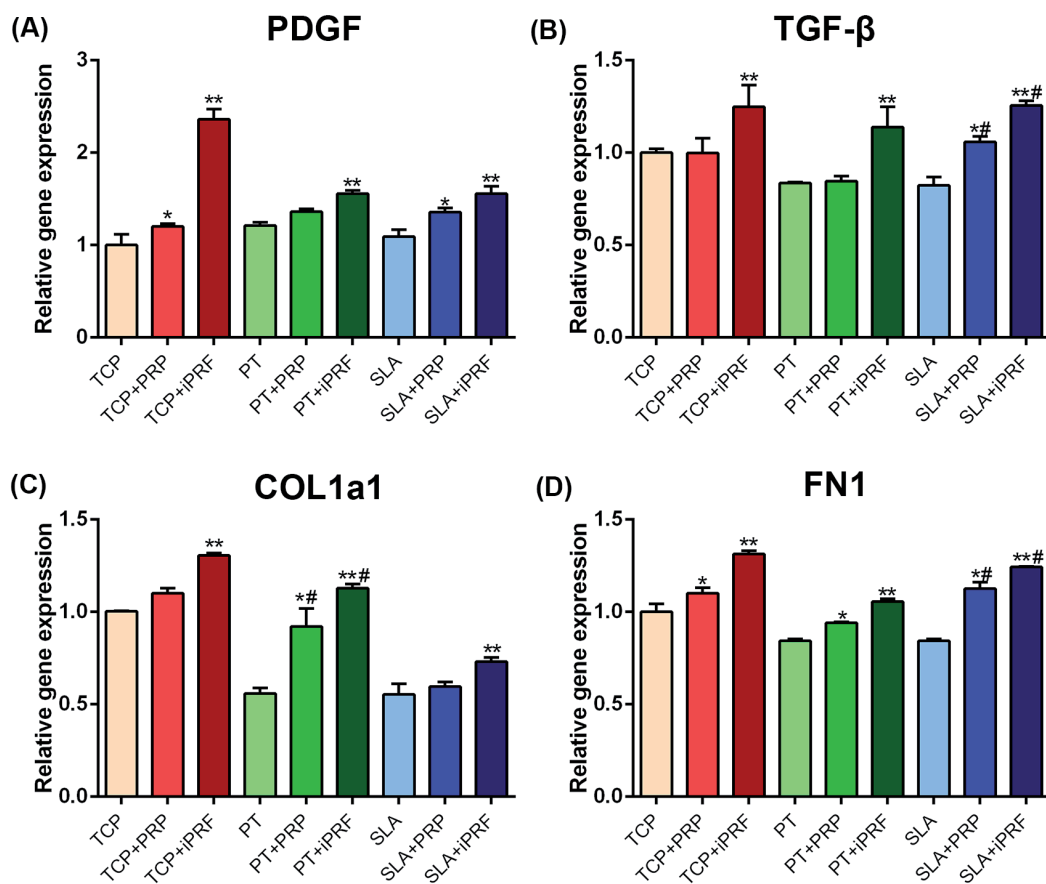 (A) PDGF
Relative gene expression
3
2
1
0
** 
* ** ** * **
TCP TCP+PRP TCP+iPRF PT PT+PRP PT+iPRF SLA SLA+PRP SLA+iPRF
(B) TGF-β
Relative gene expression
1.5
1.0
0.5
0.0
** ** *# **#
TCP TCP+PRP TCP+iPRF PT PT+PRP PT+iPRF SLA SLA+PRP SLA+iPRF
(C) COL1a1
Relative gene expression
1.5
1.0
0.5
0.0
** *# **# **
TCP TCP+PRP TCP+iPRF PT PT+PRP PT+iPRF SLA SLA+PRP SLA+iPRF
(D) FN1
Relative gene expression
1.5
1.0
0.5
0.0
* ** * ** *# **#
TCP TCP+PRP TCP+iPRF PT PT+PRP PT+iPRF SLA SLA+PRP SLA+iPRF